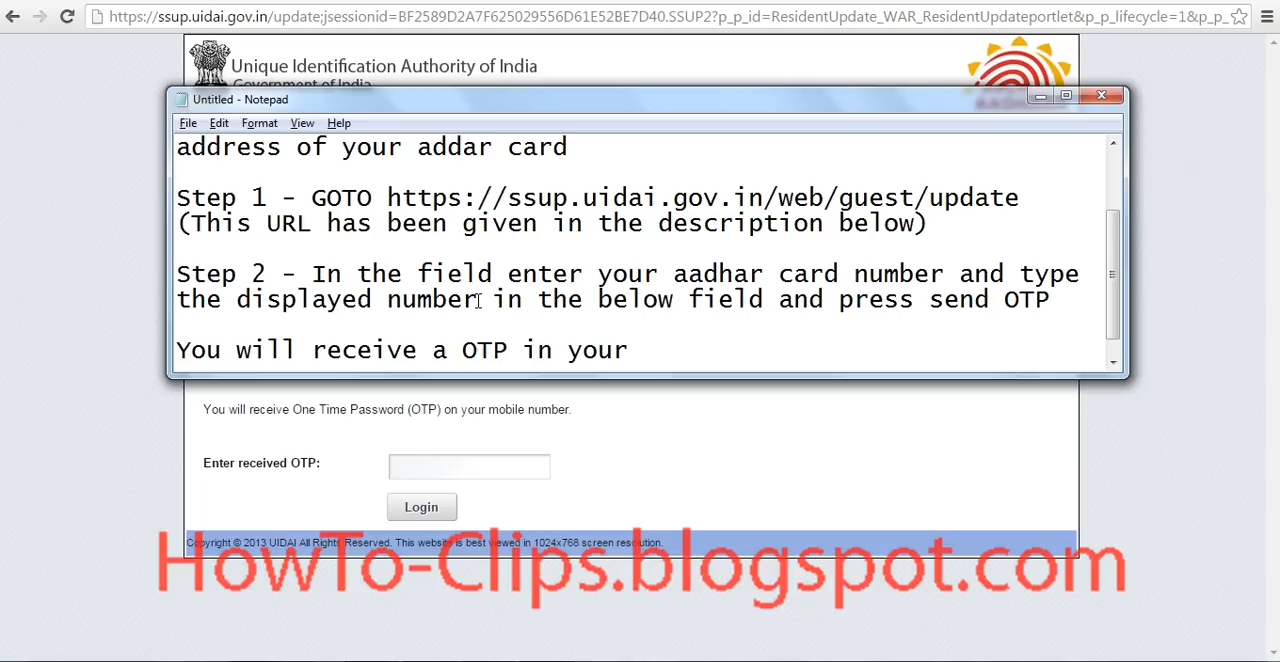 https://ssup.uidai.gov.in/update;jsessionid=BF2589D2A7F625029556D61E52BE7D40.SSUP2?p_p_id=ResidentUpdate_WAR_ResidentUpdateportlet&p_p_lifecycle=1&p_p_
Unique Identification Authority of India
Government of India
Untitled - Notepad
File Edit Format View Help
address of your addar card
Step 1 - GOTO https://ssup.uidai.gov.in/web/guest/update
(This URL has been given in the description below)
Step 2 - In the field enter your aadhar card number and type
the displayed number in the below field and press send OTP
You will receive a OTP in your
You will receive One Time Password (OTP) on your mobile number.
Enter received OTP:
Login
Copyright © 2013 UIDAI All Rights Reserved. This website is best viewed in 1024x768 screen resolution.
HowTo-Clips.blogspot.com